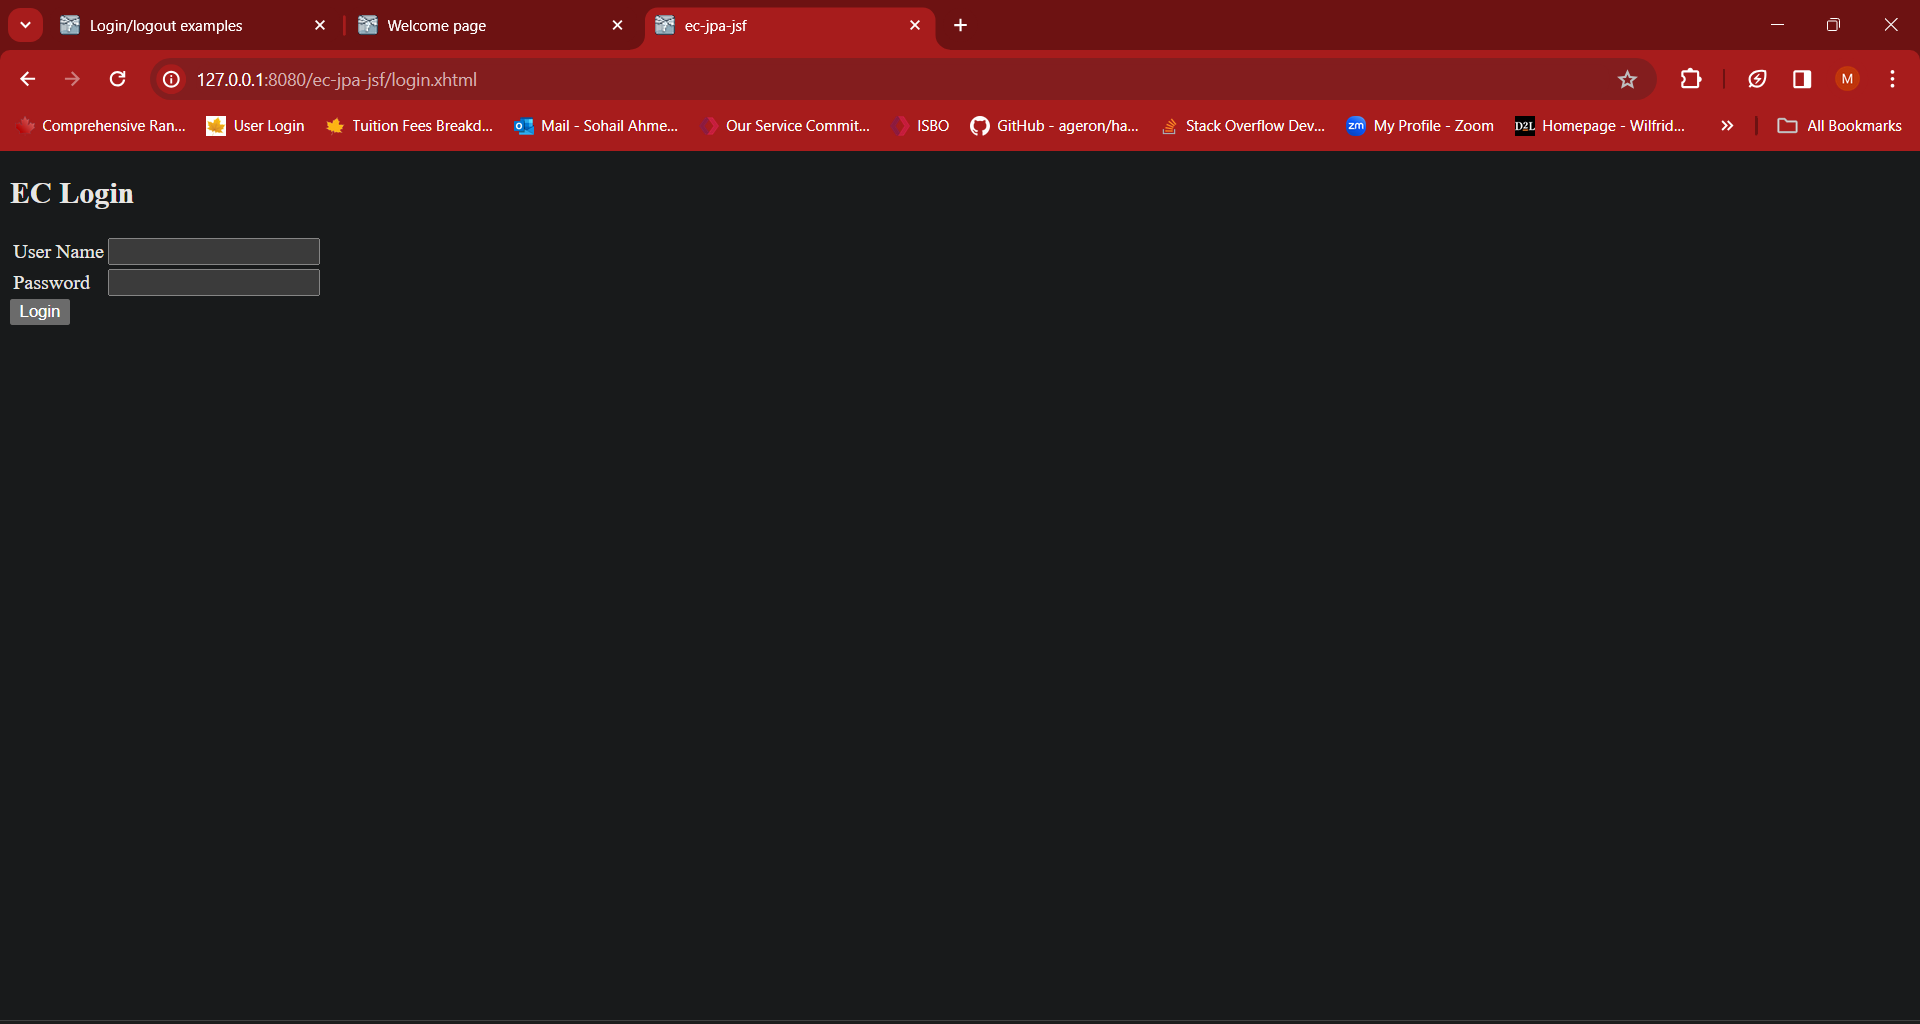 Login/logout examples
Welcome page
ec-jpa-jsf
127.0.0.1:8080/ec-jpa-jsf/login.xhtml
M
Comprehensive Ran...
User Login
Tuition Fees Breakd...
Mail - Sohail Ahme...
Our Service Commit...
ISBO
GitHub - ageron/ha...
Stack Overflow Dev...
zm My Profile - Zoom
D2L Homepage - Wilfrid...
All Bookmarks
EC Login
User Name
Password
Login